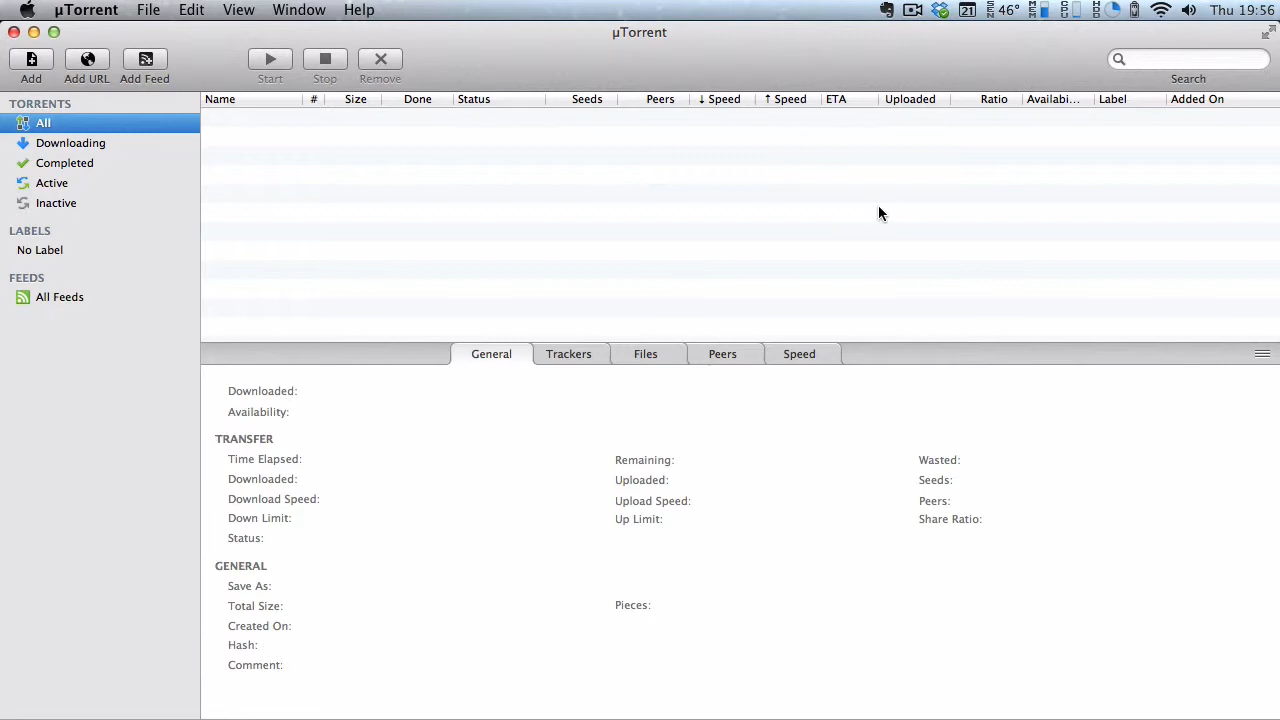 µTorrent File Edit View Window Help 21 46° Thu 19:56
µTorrent
Add Add URL Add Feed Start Stop Remove Search
TORRENTS
All
Downloading
Completed
Active
Inactive
LABELS
No Label
FEEDS
All Feeds
Name # Size Done Status Seeds Peers ↓ Speed ↑ Speed ETA Uploaded Ratio Availabi... Label Added On
General Trackers Files Peers Speed
Downloaded:
Availability:
TRANSFER
Time Elapsed: Remaining: Wasted:
Downloaded: Uploaded: Seeds:
Download Speed: Upload Speed: Peers:
Down Limit: Up Limit: Share Ratio:
Status:
GENERAL
Save As:
Total Size: Pieces:
Created On:
Hash:
Comment: